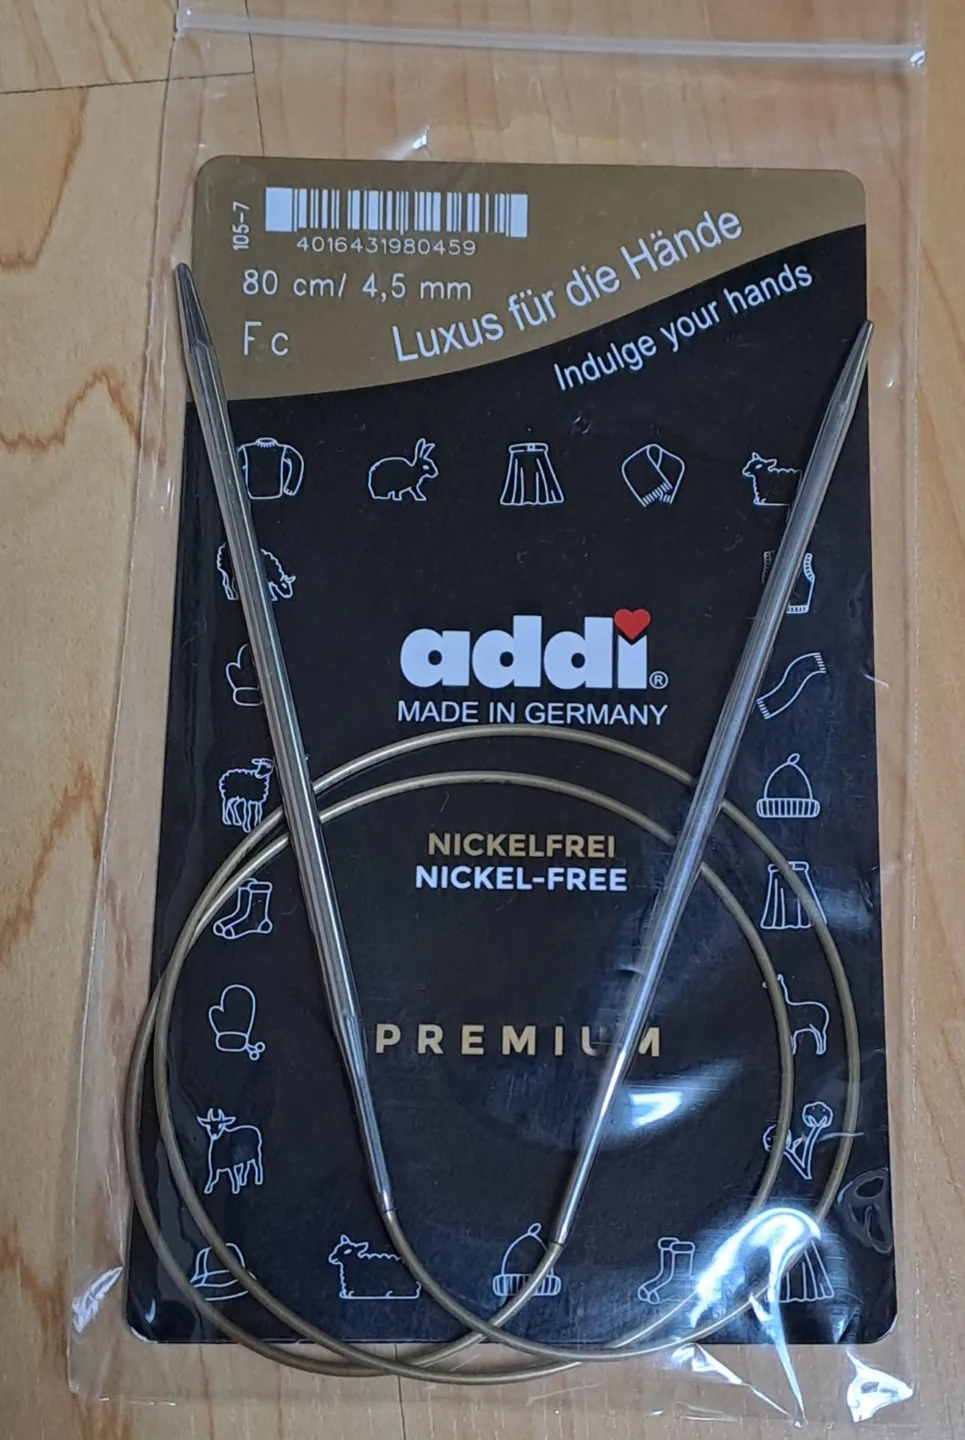 105-7
4016431980459
80 cm/ 4,5 mm
Fc
Luxus für die Hände
Indulge your hands
addi®
MADE IN GERMANY
NICKELFREI
NICKEL-FREE
PREMIUM